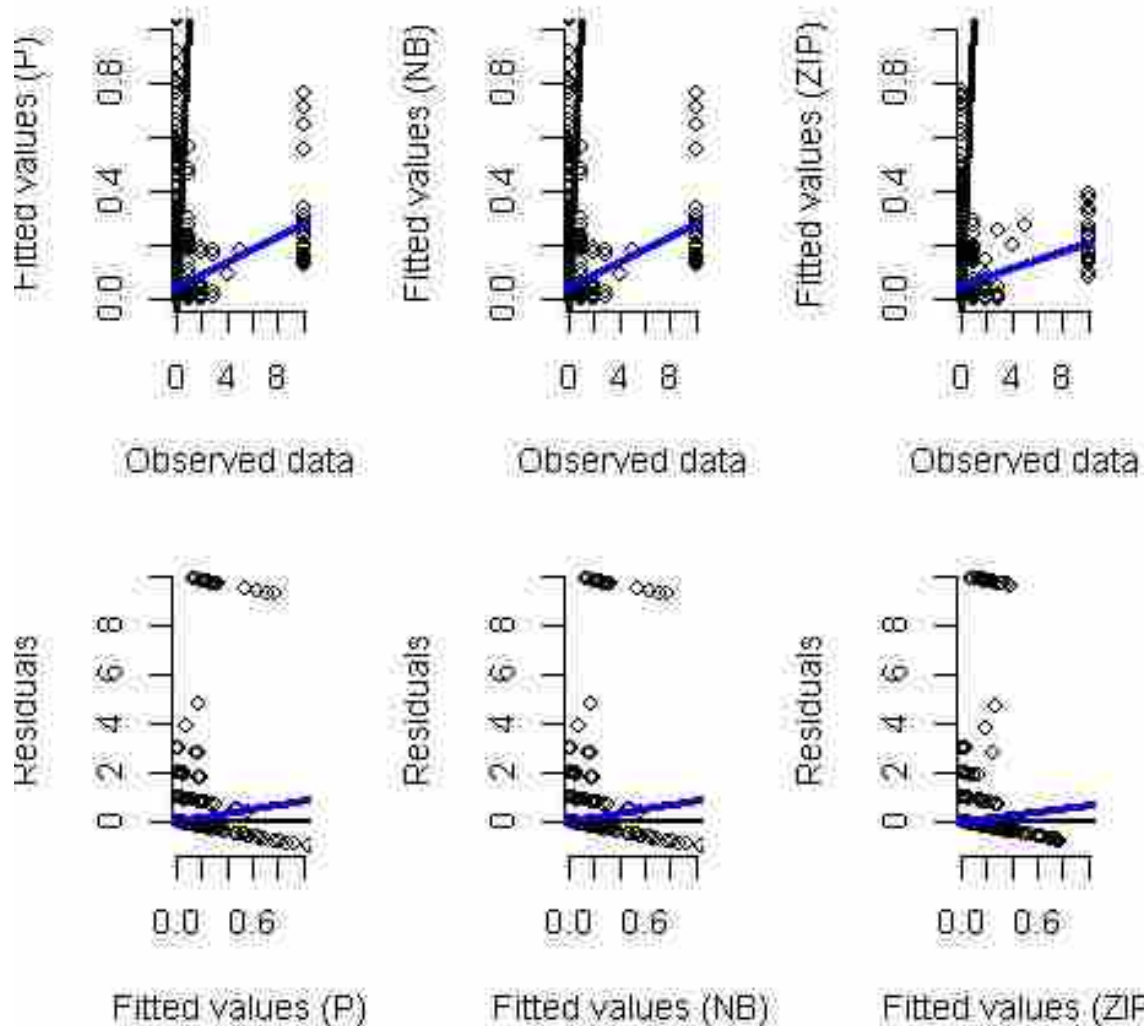 Fitted values (P)
0.0 0.4 0.8
0 4 8
Observed data
Fitted values (NB)
0.0 0.4 0.8
0 4 8
Observed data
Fitted values (ZIP)
0.0 0.4 0.8
0 4 8
Observed data
Residuals
0 2 4 6 8
0.0 0.6
Fitted values (P)
Residuals
0 2 4 6 8
0.0 0.6
Fitted values (NB)
Residuals
0 2 4 6 8
0.0 0.6
Fitted values (ZIP